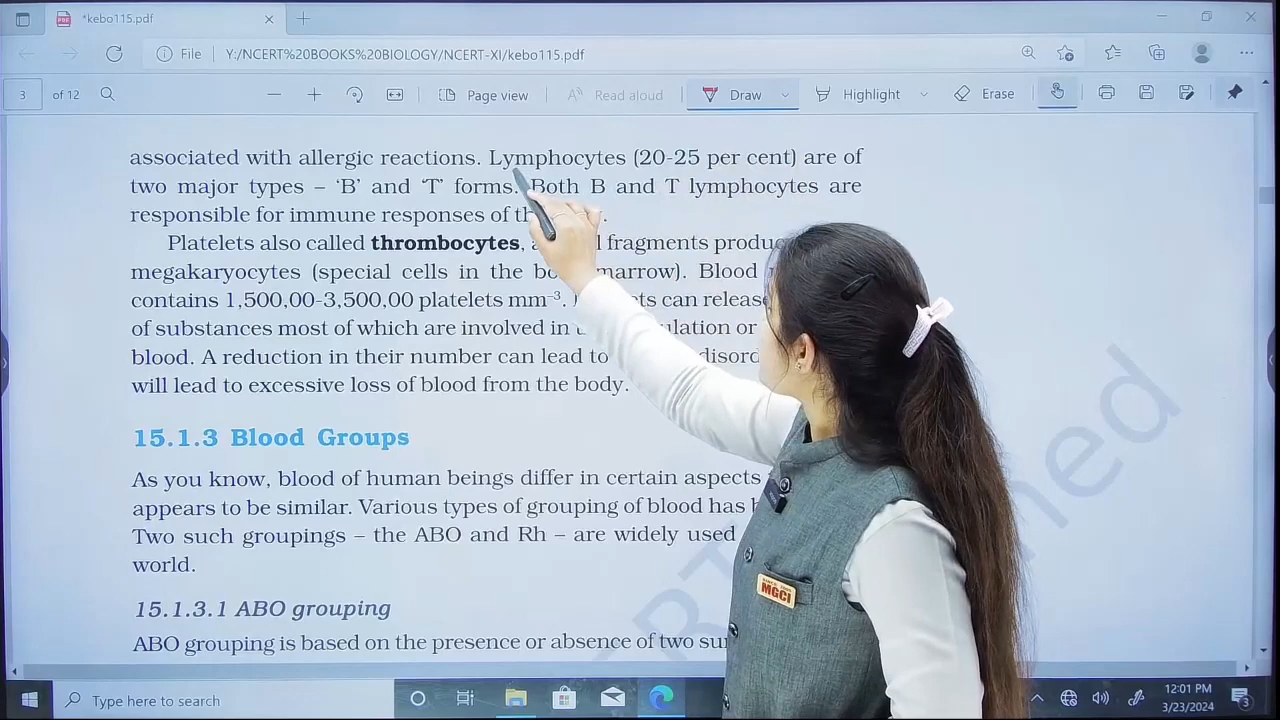 *kebo115.pdf
File Y:/NCERT%20BOOKS%20BIOLOGY/NCERT-XI/kebo115.pdf
3 of 12 Page view Read aloud Draw Highlight Erase
associated with allergic reactions. Lymphocytes (20-25 per cent) are of
two major types – 'B' and 'T' forms. Both B and T lymphocytes are
responsible for immune responses of
Platelets also called thrombocytes, fragments
megakaryocytes (special cells in the marrow). Blood
contains 1,500,00-3,500,00 platelets mm⁻³. can release
of substances most of which are involved in or
blood. A reduction in their number can lead to
will lead to excessive loss of blood from the body.
15.1.3 Blood Groups
As you know, blood of human beings differ in certain aspects
appears to be similar. Various types of grouping of blood has
Two such groupings – the ABO and Rh – are widely used
world.
15.1.3.1 ABO grouping
ABO grouping is based on the presence or absence of two
MGCI
Type here to search
12:01 PM
3/23/2024
3